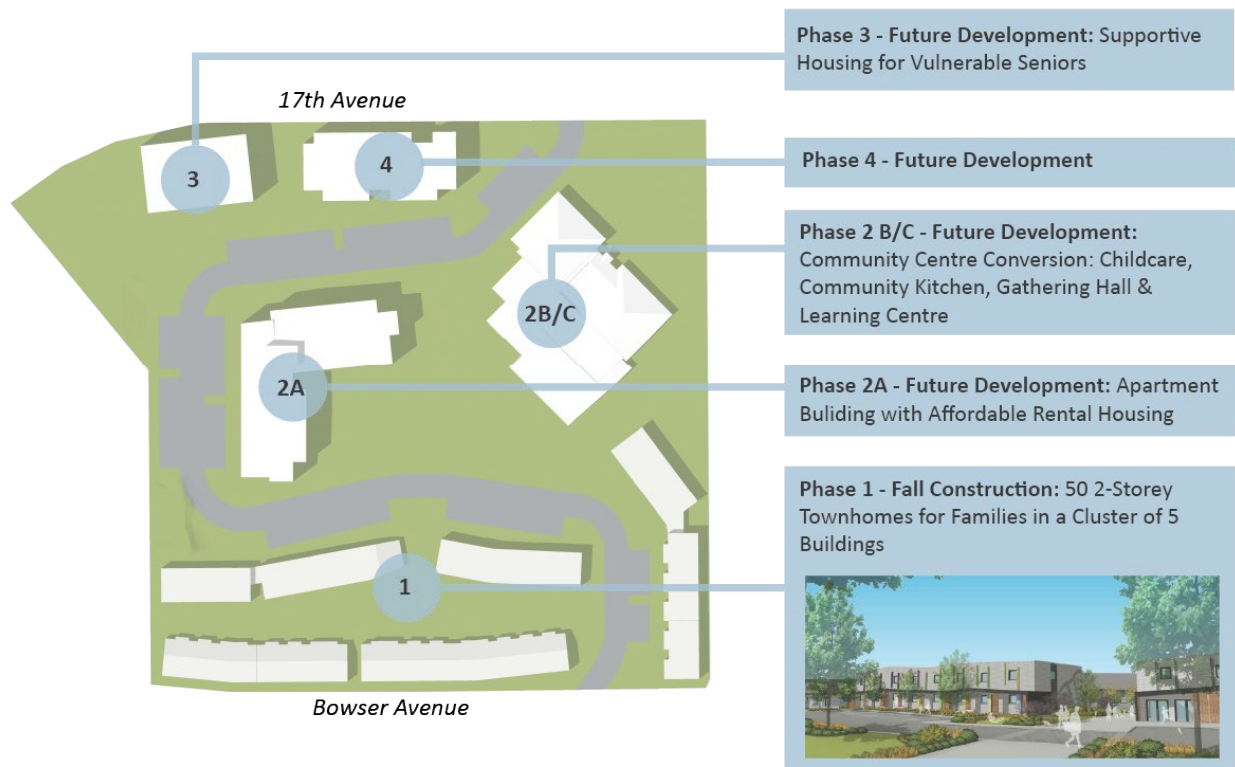 Phase 3 - Future Development: Supportive
Housing for Vulnerable Seniors
17th Avenue
3
4
Phase 4 - Future Development
Phase 2 B/C - Future Development:
Community Centre Conversion: Childcare,
Community Kitchen, Gathering Hall &
Learning Centre
2B/C
2A
Phase 2A - Future Development: Apartment
Buliding with Affordable Rental Housing
Phase 1 - Fall Construction: 50 2-Storey
Townhomes for Families in a Cluster of 5
Buildings
1
Bowser Avenue